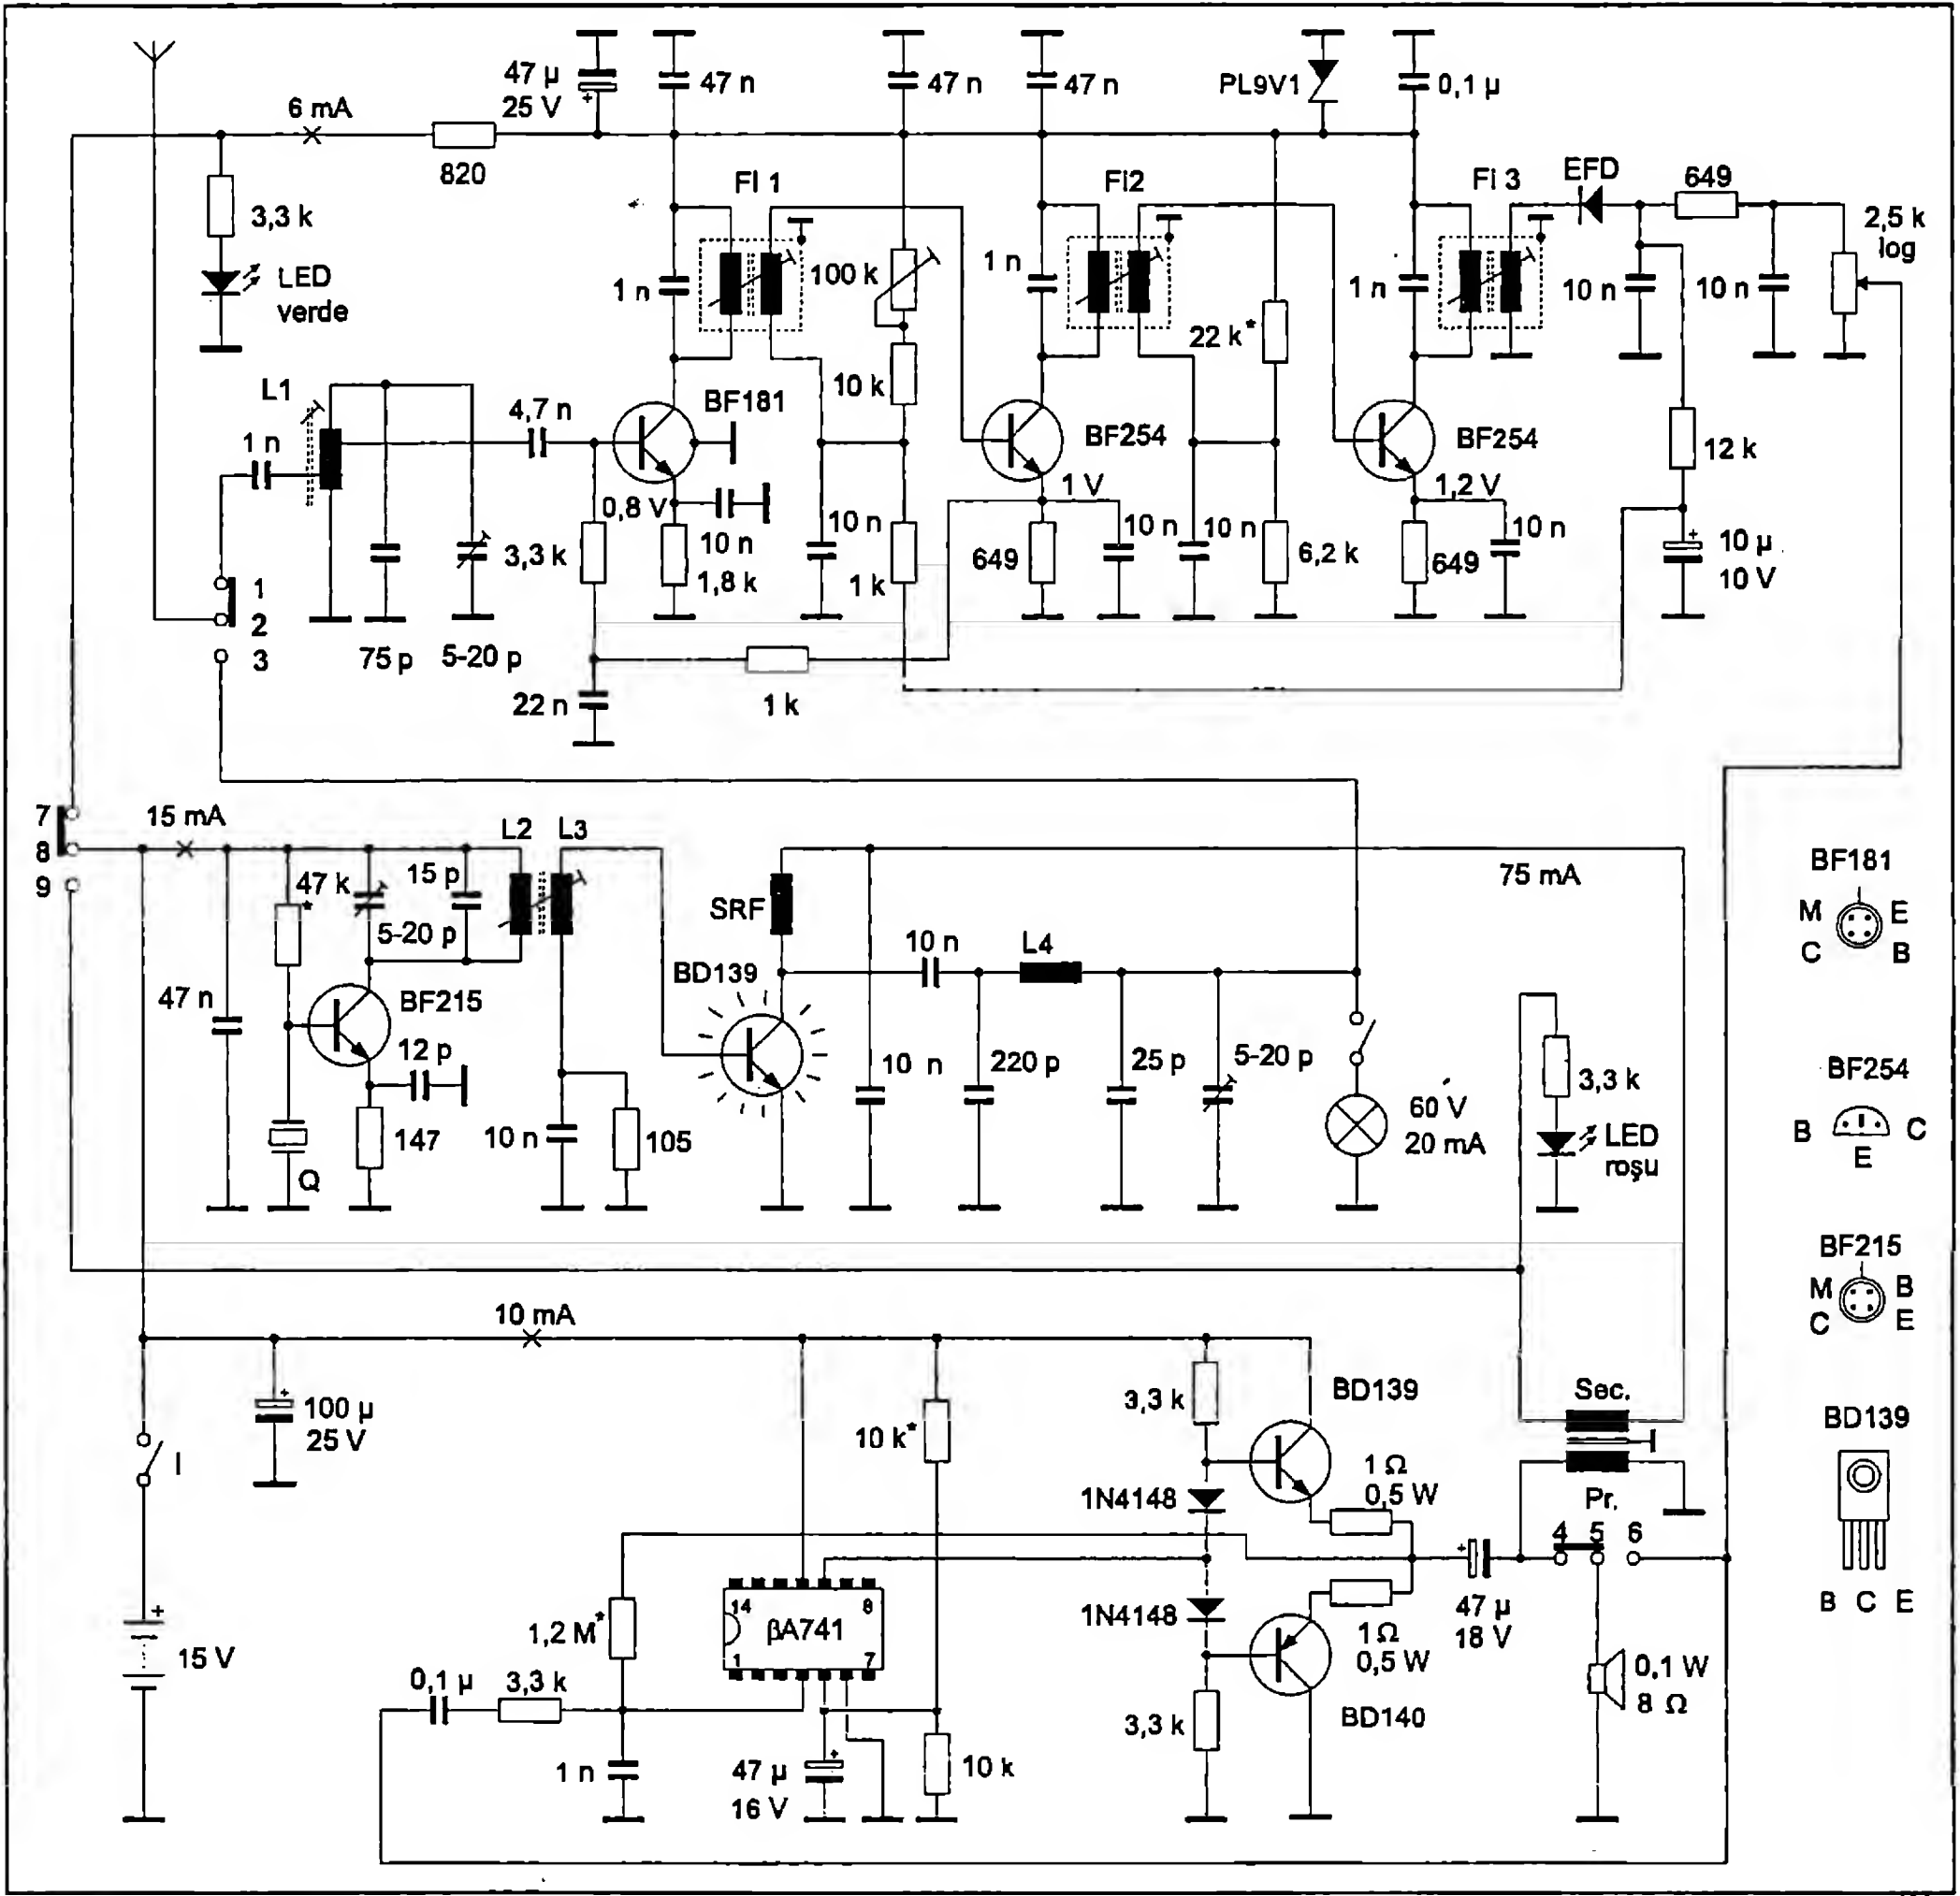 47 µ
25 V
+
47 n
47 n
47 n
PL9V1
0,1 µ
6 mA
820
3,3 k
LED
verde
FI 1
FI2
FI 3
EFD
649
2,5 k
log
1 n
100 k
1 n
22 k*
1 n
10 n
10 n
L1
1 n
4,7 n
BF181
10 k
BF254
BF254
12 k
0,8 V
1 V
1,2 V
3,3 k
10 n
1,8 k
10 n
1 k
649
10 n
10 n
6,2 k
649
10 n
+
10 µ
10 V
1
2
3
75 p
5-20 p
22 n
1 k
7
8
9
15 mA
47 k
*
15 p
5-20 p
L2
L3
SRF
75 mA
BF181
M
E
C
B
47 n
BF215
12 p
147
Q
BD139
10 n
L4
10 n
105
10 n
220 p
25 p
5-20 p
60 V
20 mA
3,3 k
LED
roşu
BF254
B
C
E
BF215
M
B
C
E
10 mA
+
100 µ
25 V
I
+
15 V
10 k*
3,3 k
BD139
1 Ω
0,5 W
1N4148
1N4148
1 Ω
0,5 W
BD140
3,3 k
Sec.
Pr.
4
5
6
+
47 µ
18 V
0,1 W
8 Ω
BD139
B C E
1,2 M*
14
8
βA741
1
7
0,1 µ
3,3 k
1 n
+
47 µ
16 V
10 k